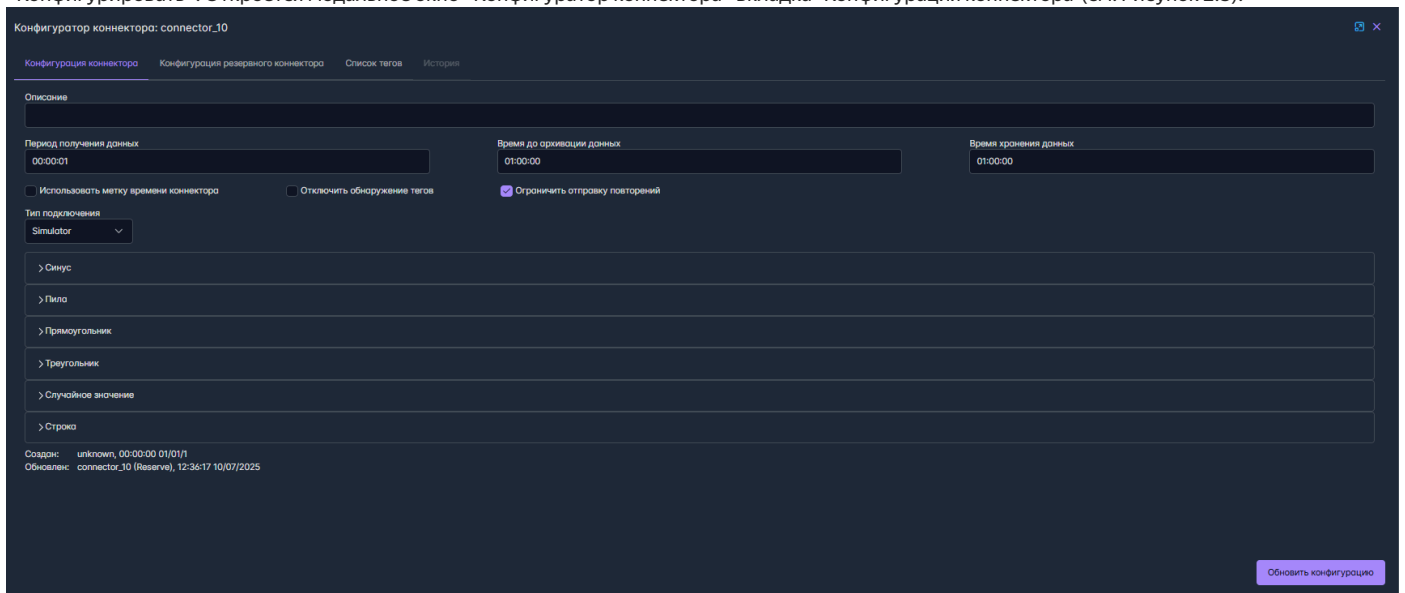 Конфигуратор коннектора: connector_10
Конфигурация коннектора Конфигурация резервного коннектора Список тегов История
Описание
Период получения данных Время до архивации данных Время хранения данных
00:00:01 01:00:00 01:00:00
Использовать метку времени коннектора Отключить обнаружение тегов Ограничить отправку повторений
Тип подключения
Simulator
Синус
Пила
Прямоугольник
Треугольник
Случайное значение
Строка
Создан: unknown, 00:00:00 01/01/1
Обновлен: connector_10 (Reserve), 12:36:17 10/07/2025
Обновить конфигурацию